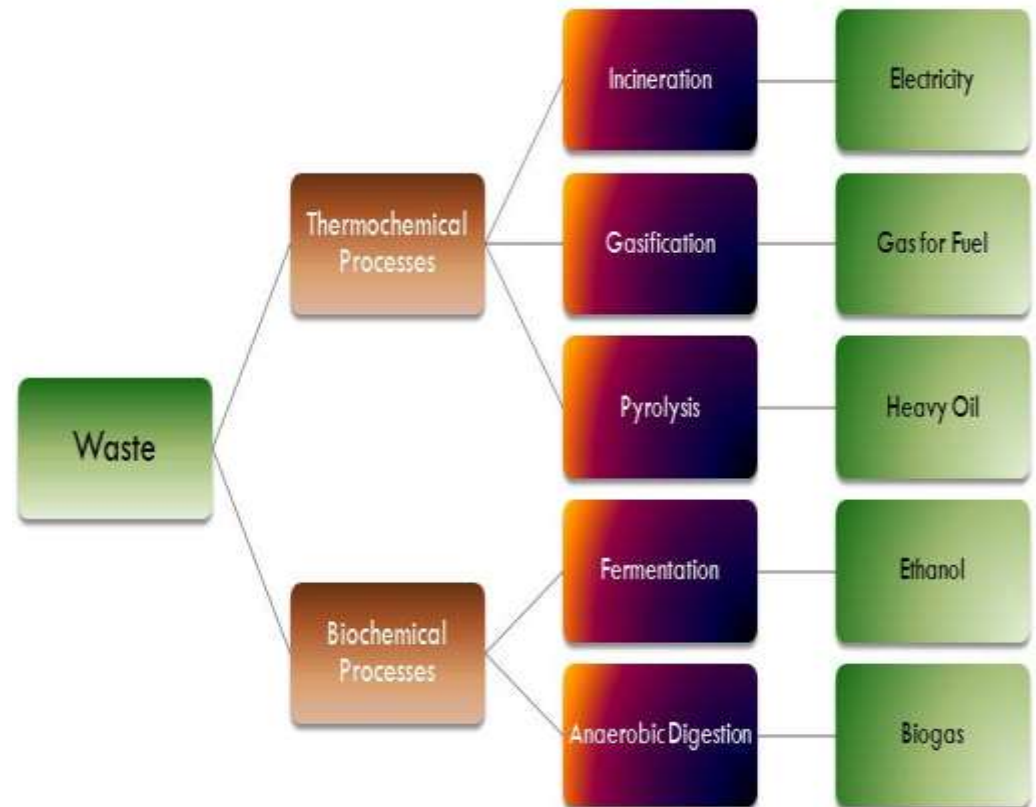 Waste
Thermochemical
Processes
Biochemical
Processes
Incineration
Gasification
Pyrolysis
Fermentation
Anaerobic Digestion
Electricity
Gas for Fuel
Heavy Oil
Ethanol
Biogas